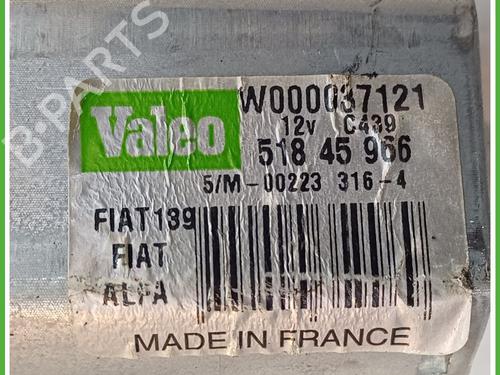 B-PARTS
Valeo
W000037121
12v C439
518 45 966
5/M-00223 316-4
FIAT139
FIAT
ALFA
MADE IN FRANCE